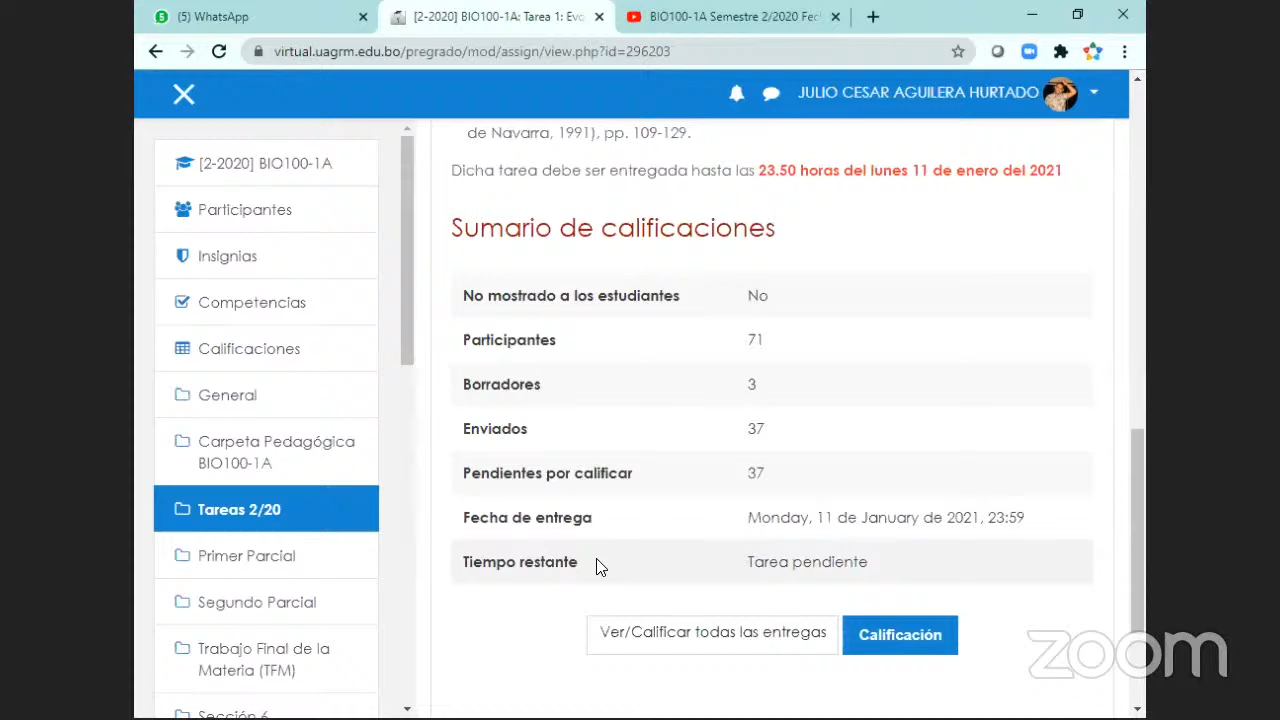 (5) WhatsApp
[2-2020] BIO100-1A: Tarea 1: Evo
BIO100-1A Semestre 2/2020 Fec
virtual.uagrm.edu.bo/pregrado/mod/assign/view.php?id=296203
JULIO CESAR AGUILERA HURTADO
[2-2020] BIO100-1A
Participantes
Insignias
Competencias
Calificaciones
General
Carpeta Pedagógica
BIO100-1A
Tareas 2/20
Primer Parcial
Segundo Parcial
Trabajo Final de la
Materia (TFM)
Sección 6
de Navarra, 1991), pp. 109-129.
Dicha tarea debe ser entregada hasta las 23.50 horas del lunes 11 de enero del 2021
Sumario de calificaciones
No mostrado a los estudiantes No
Participantes 71
Borradores 3
Enviados 37
Pendientes por calificar 37
Fecha de entrega Monday, 11 de January de 2021, 23:59
Tiempo restante Tarea pendiente
Ver/Calificar todas las entregas Calificación
zoom